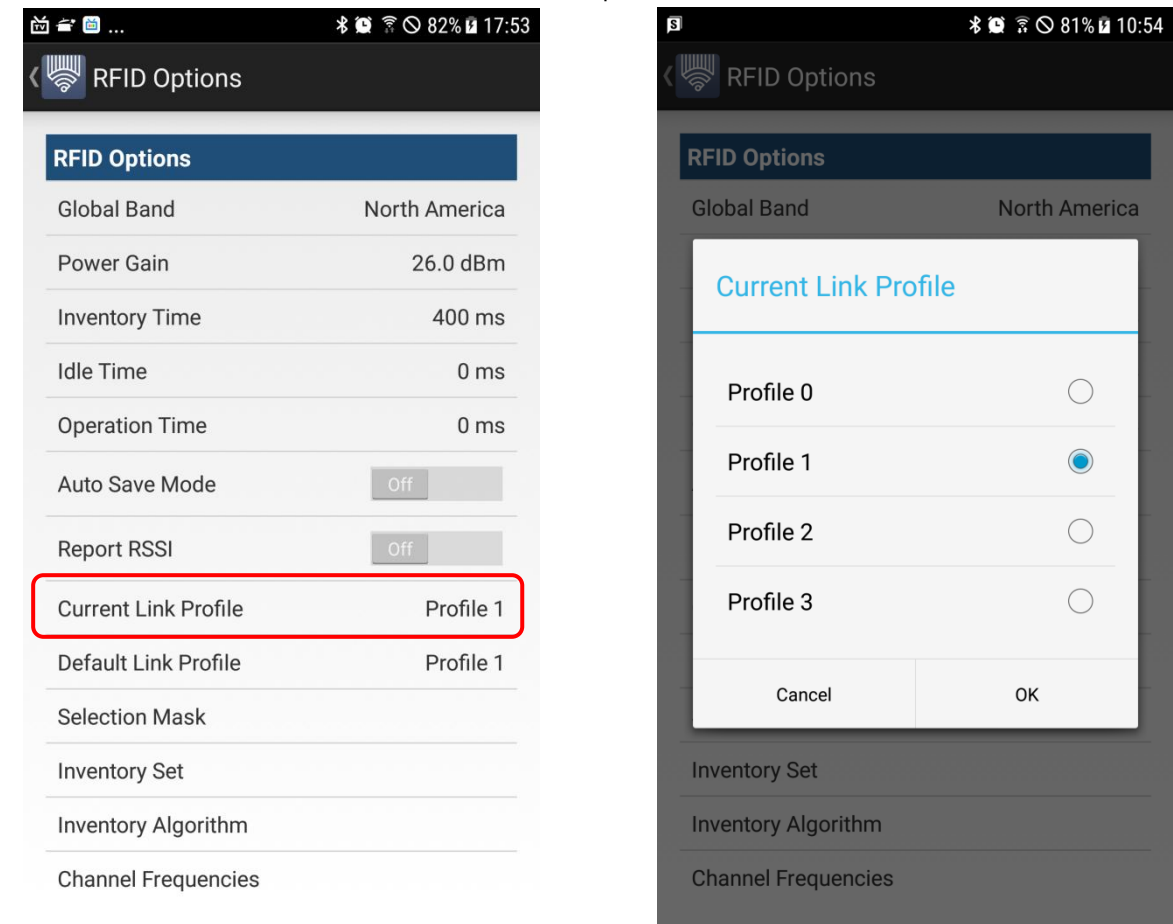 ... 82% 17:53
RFID Options
RFID Options
Global Band North America
Power Gain 26.0 dBm
Inventory Time 400 ms
Idle Time 0 ms
Operation Time 0 ms
Auto Save Mode Off
Report RSSI Off
Current Link Profile Profile 1
Default Link Profile Profile 1
Selection Mask
Inventory Set
Inventory Algorithm
Channel Frequencies
S 81% 10:54
RFID Options
RFID Options
Global Band North America
Current Link Profile
Profile 0
Profile 1
Profile 2
Profile 3
Cancel OK
Inventory Set
Inventory Algorithm
Channel Frequencies